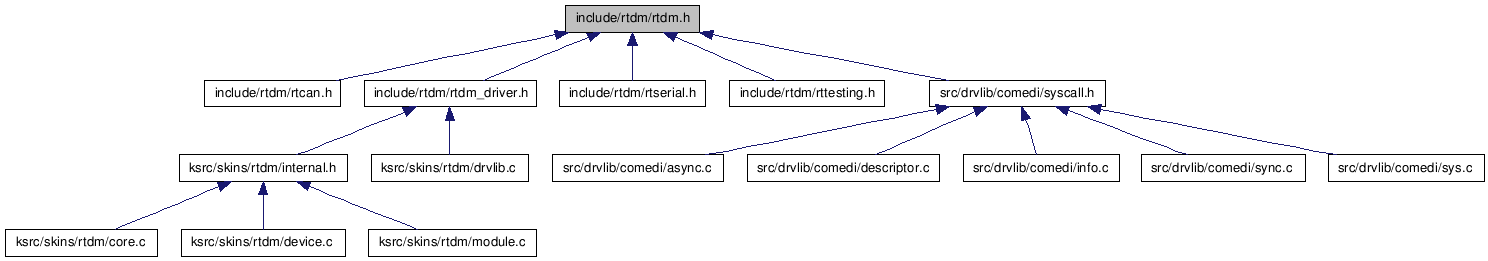 include/rtdm/rtdm.h
include/rtdm/rtcan.h
include/rtdm/rtdm_driver.h
include/rtdm/rtserial.h
include/rtdm/rttesting.h
src/drvlib/comedi/syscall.h
ksrc/skins/rtdm/internal.h
ksrc/skins/rtdm/drvlib.c
src/drvlib/comedi/async.c
src/drvlib/comedi/descriptor.c
src/drvlib/comedi/info.c
src/drvlib/comedi/sync.c
src/drvlib/comedi/sys.c
ksrc/skins/rtdm/core.c
ksrc/skins/rtdm/device.c
ksrc/skins/rtdm/module.c